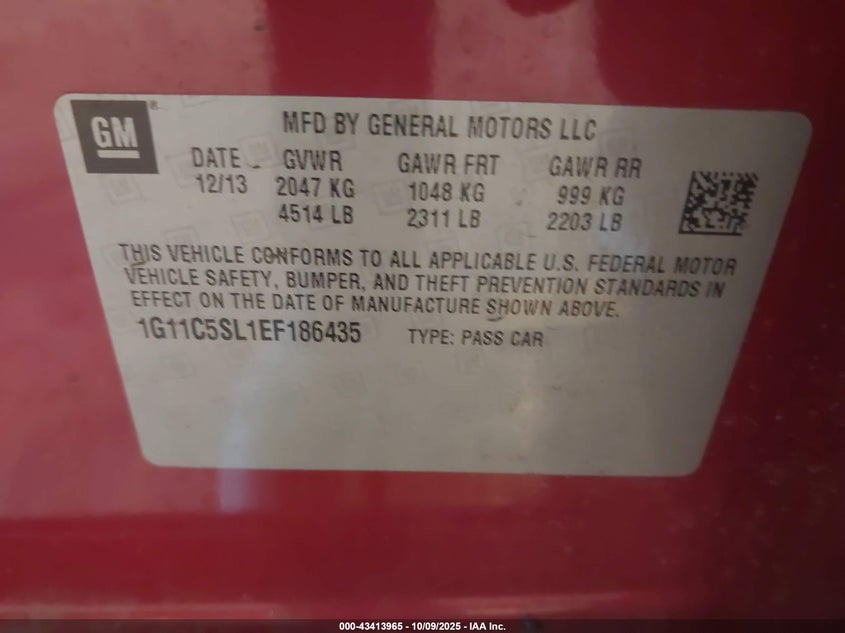 GM®
MFD BY GENERAL MOTORS LLC
DATE GVWR GAWR FRT GAWR RR
12/13 2047 KG 1048 KG 999 KG
4514 LB 2311 LB 2203 LB
THIS VEHICLE CONFORMS TO ALL APPLICABLE U.S. FEDERAL MOTOR
VEHICLE SAFETY, BUMPER, AND THEFT PREVENTION STANDARDS IN
EFFECT ON THE DATE OF MANUFACTURE SHOWN ABOVE.
1G11C5SL1EF186435 TYPE: PASS CAR
000-43413965 - 10/09/2025 - IAA Inc.